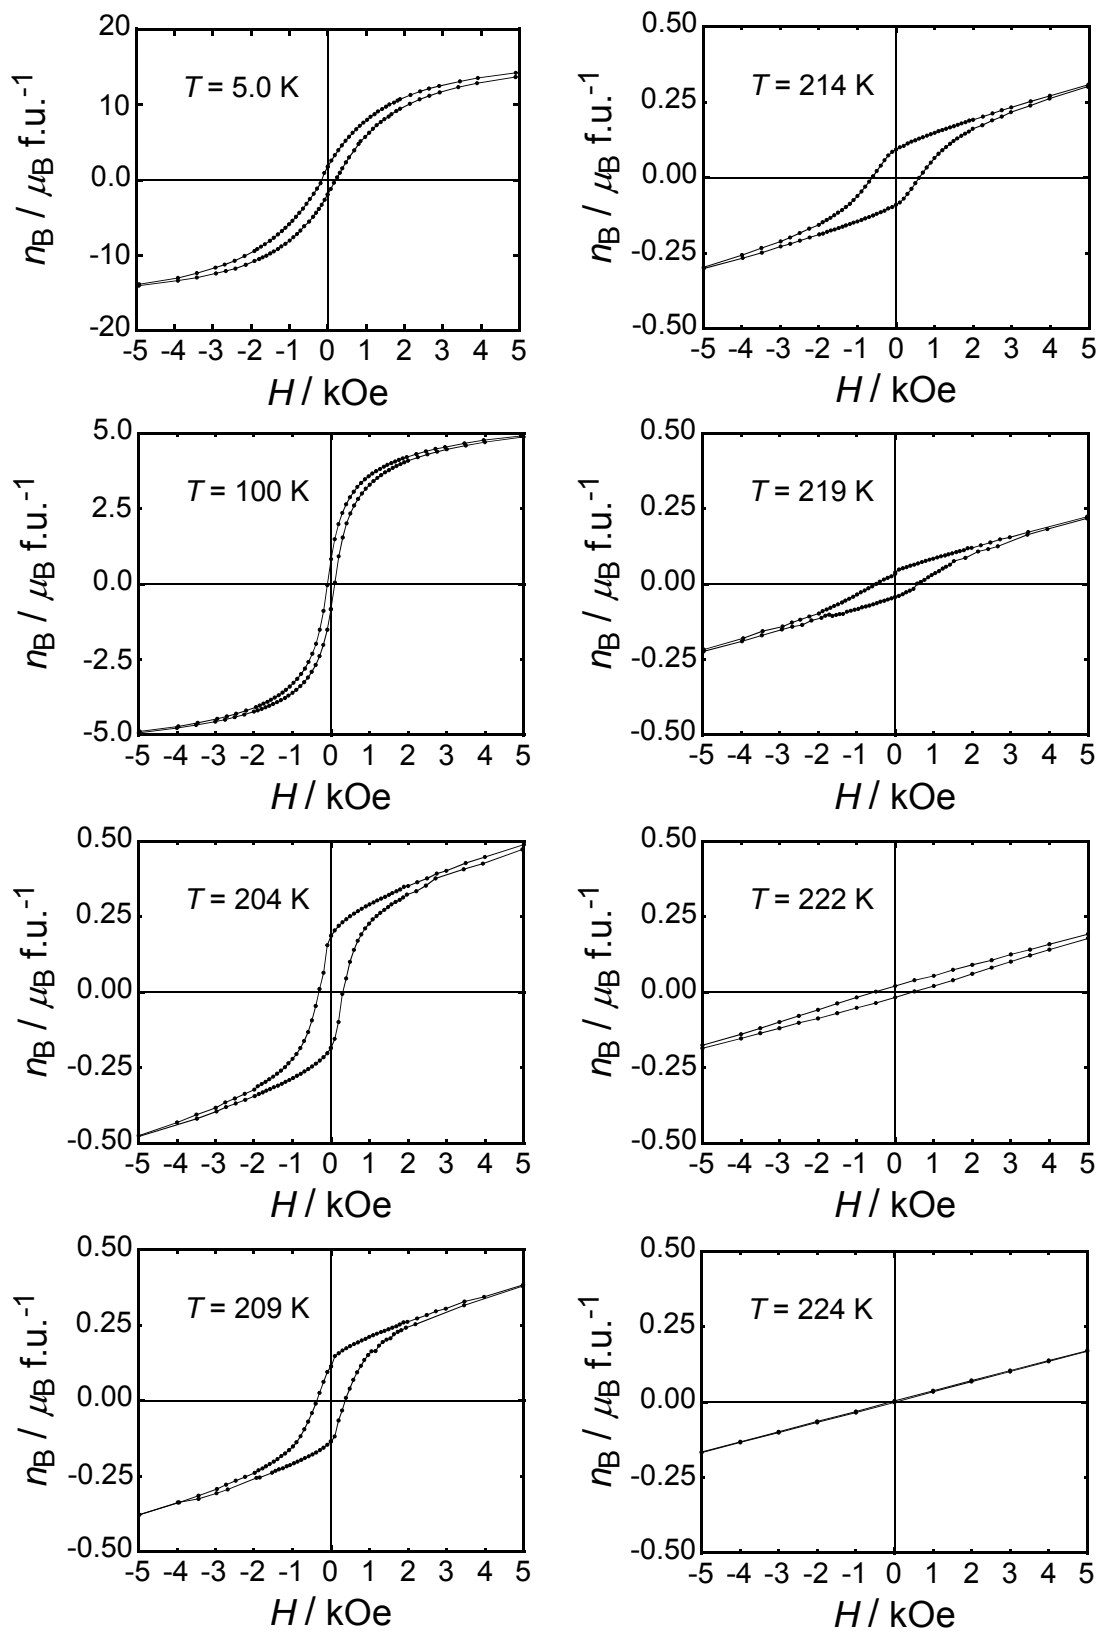 20
10
0.0
-10
-20
nB / μB f.u.-1
T = 5.0 K
-5 -4 -3 -2 -1 0 1 2 3 4 5
H / kOe
0.50
0.25
0.00
-0.25
-0.50
nB / μB f.u.-1
T = 214 K
-5 -4 -3 -2 -1 0 1 2 3 4 5
H / kOe
5.0
2.5
0.0
-2.5
-5.0
nB / μB f.u.-1
T = 100 K
-5 -4 -3 -2 -1 0 1 2 3 4 5
H / kOe
0.50
0.25
0.00
-0.25
-0.50
nB / μB f.u.-1
T = 219 K
-5 -4 -3 -2 -1 0 1 2 3 4 5
H / kOe
0.50
0.25
0.00
-0.25
-0.50
nB / μB f.u.-1
T = 204 K
-5 -4 -3 -2 -1 0 1 2 3 4 5
H / kOe
0.50
0.25
0.00
-0.25
-0.50
nB / μB f.u.-1
T = 222 K
-5 -4 -3 -2 -1 0 1 2 3 4 5
H / kOe
0.50
0.25
0.00
-0.25
-0.50
nB / μB f.u.-1
T = 209 K
-5 -4 -3 -2 -1 0 1 2 3 4 5
H / kOe
0.50
0.25
0.00
-0.25
-0.50
nB / μB f.u.-1
T = 224 K
-5 -4 -3 -2 -1 0 1 2 3 4 5
H / kOe